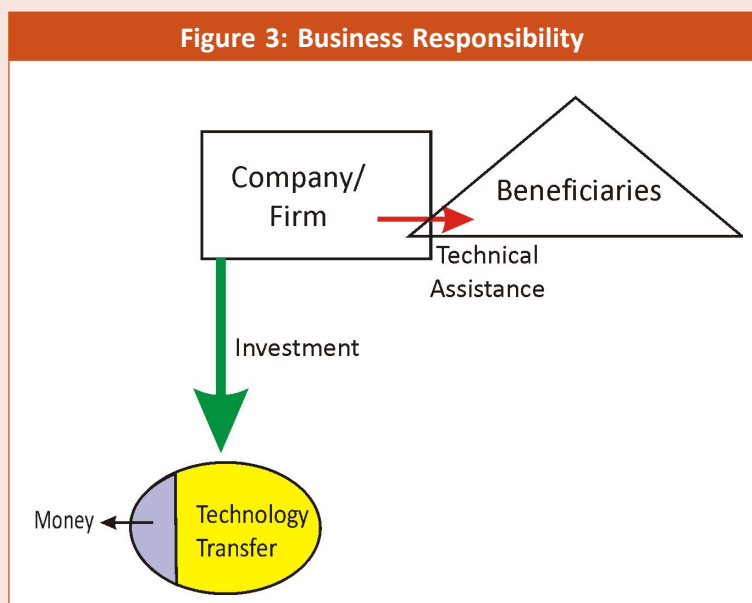 Figure 3: Business Responsibility
Company/
Firm
Beneficiaries
Technical
Assistance
Investment
Money
Technology
Transfer